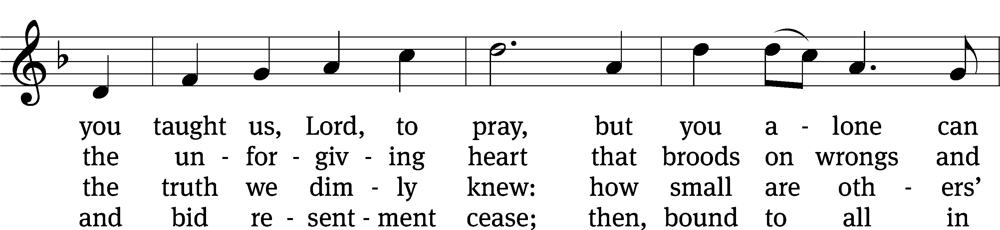 you taught us, Lord, to pray, but you a - lone can
the un - for - giv - ing heart that broods on wrongs and
the truth we dim - ly knew: how small are oth - ers’
and bid re - sent - ment cease; then, bound to all in